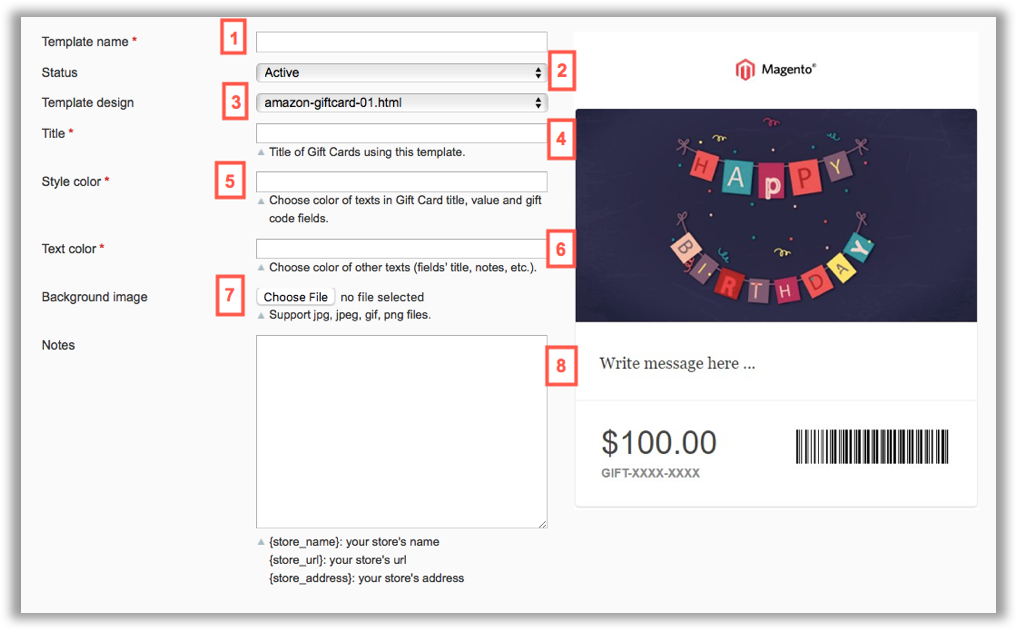 Template name *
1
Status
Active
2
Template design
3
amazon-giftcard-01.html
Title *
4
Title of Gift Cards using this template.
Style color *
5
Choose color of texts in Gift Card title, value and gift
code fields.
Text color *
6
Choose color of other texts (fields' title, notes, etc.).
Background image
7
Choose File no file selected
Support jpg, jpeg, gif, png files.
Notes
8
{store_name}: your store's name
{store_url}: your store's url
{store_address}: your store's address
Magento®
HAPPY
BIRTHDAY
Write message here ...
$100.00
GIFT-XXXX-XXXX